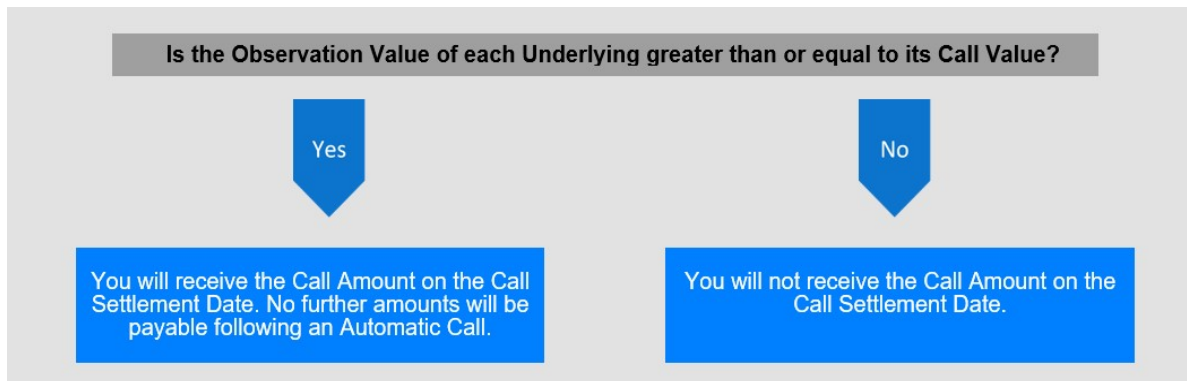 Is the Observation Value of each Underlying greater than or equal to its Call Value?
Yes
No
You will receive the Call Amount on the Call
Settlement Date. No further amounts will be
payable following an Automatic Call.
You will not receive the Call Amount on the
Call Settlement Date.